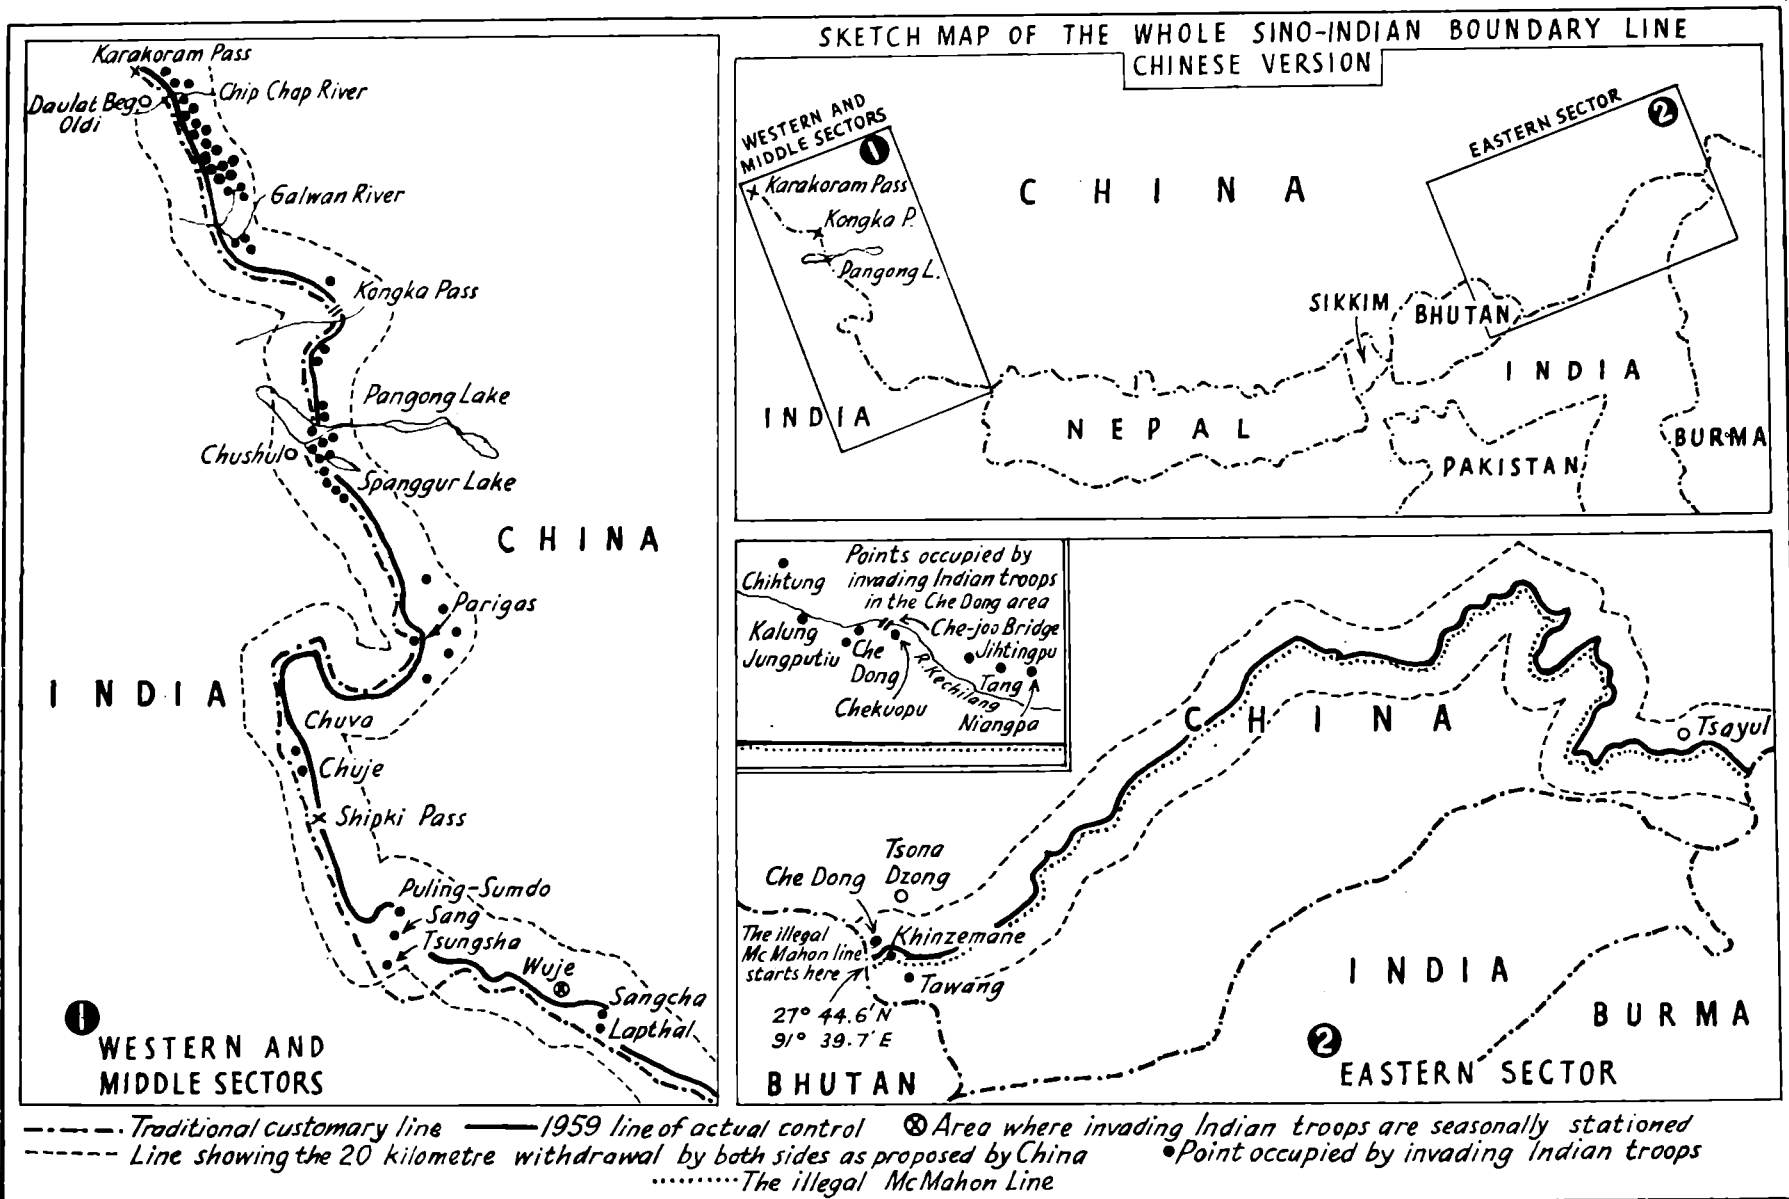 SKETCH MAP OF THE WHOLE SINO-INDIAN BOUNDARY LINE
CHINESE VERSION
Karakoram Pass
Daulat Beg
Oldi
Chip Chap River
Galwan River
Kongka Pass
Pangong Lake
Chushul
Spanggur Lake
CHINA
Parigas
INDIA
Chuva
Chuje
Shipki Pass
Puling-Sumdo
Sang
Tsungsha
Wuje
Sangcha
Lapthal
1
WESTERN AND
MIDDLE SECTORS
WESTERN AND
MIDDLE SECTORS
1
Karakoram Pass
Kongka P.
Pangong L.
INDIA
CHINA
EASTERN SECTOR
2
SIKKIM
BHUTAN
INDIA
NEPAL
PAKISTAN
BURMA
Points occupied by
invading Indian troops
in the Che Dong area
Chihtung
Kalung
Jungputiu
Che
Dong
Chekuopu
Che-joo Bridge
Jihtingpu
R. Kechilang
Tang
Niangpa
CHINA
Tsayul
Tsona
Dzong
Che Dong
Khinzemane
The illegal
Mc Mahon line
starts here
Tawang
27° 44.6' N
91° 39.7' E
BHUTAN
INDIA
BURMA
2
EASTERN SECTOR
Traditional customary line
1959 line of actual control
Area where invading Indian troops are seasonally stationed
Line showing the 20 kilometre withdrawal by both sides as proposed by China
Point occupied by invading Indian troops
The illegal McMahon Line